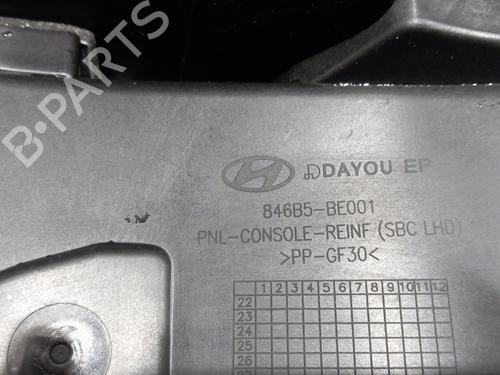 B-PARTS
DAYOU EP
846B5-BE001
PNL-CONSOLE-REINF (SBC LHD)
>PP-GF30<
1 2 3 4 5 6 7 8 9 10 11 12
22
23
24
25
26